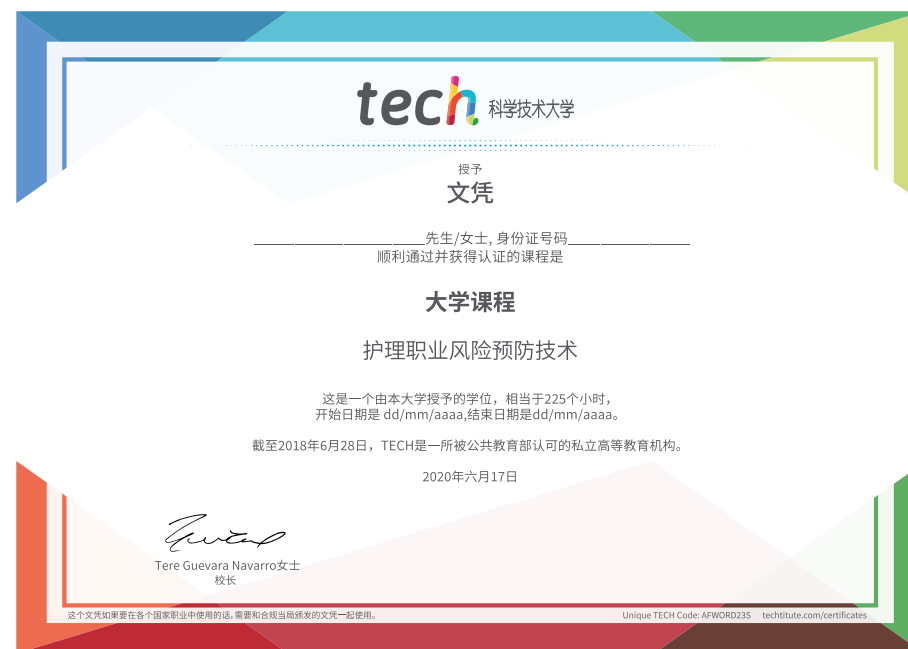 tech 科学技术大学
授予
文凭
____________________先生/女士, 身份证号码______________
顺利通过并获得认证的课程是
大学课程
护理职业风险预防技术
这是一个由本大学授予的学位，相当于225个小时，
开始日期是 dd/mm/aaaa,结束日期是dd/mm/aaaa。
截至2018年6月28日，TECH是一所被公共教育部认可的私立高等教育机构。
2020年六月17日
Tere Guevara Navarro女士
校长
这个文凭如果要在各个国家职业中使用的话,需要和合规当局颁发的文凭一起使用。
Unique TECH Code: AFWORD23S techtitute.com/certificates